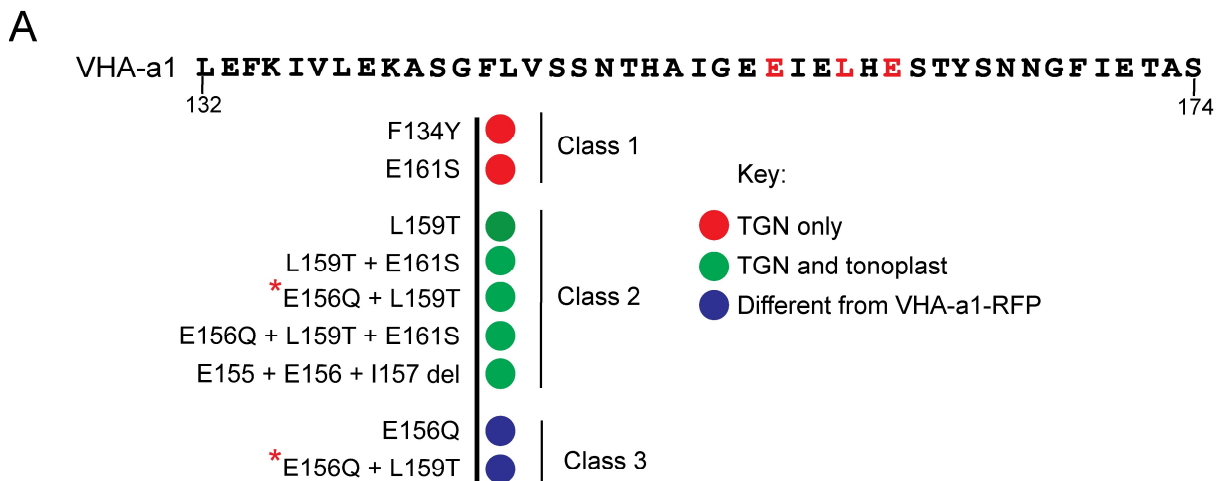 A
VHA-a1 LEFKIVLEKASGFLVSSNTHAIGEEIELHESTYSNNGFIETAS
132 174
F134Y
E161S
Class 1
L159T
L159T + E161S
*E156Q + L159T
E156Q + L159T + E161S
E155 + E156 + I157 del
Class 2
E156Q
*E156Q + L159T
Class 3
Key:
TGN only
TGN and tonoplast
Different from VHA-a1-RFP